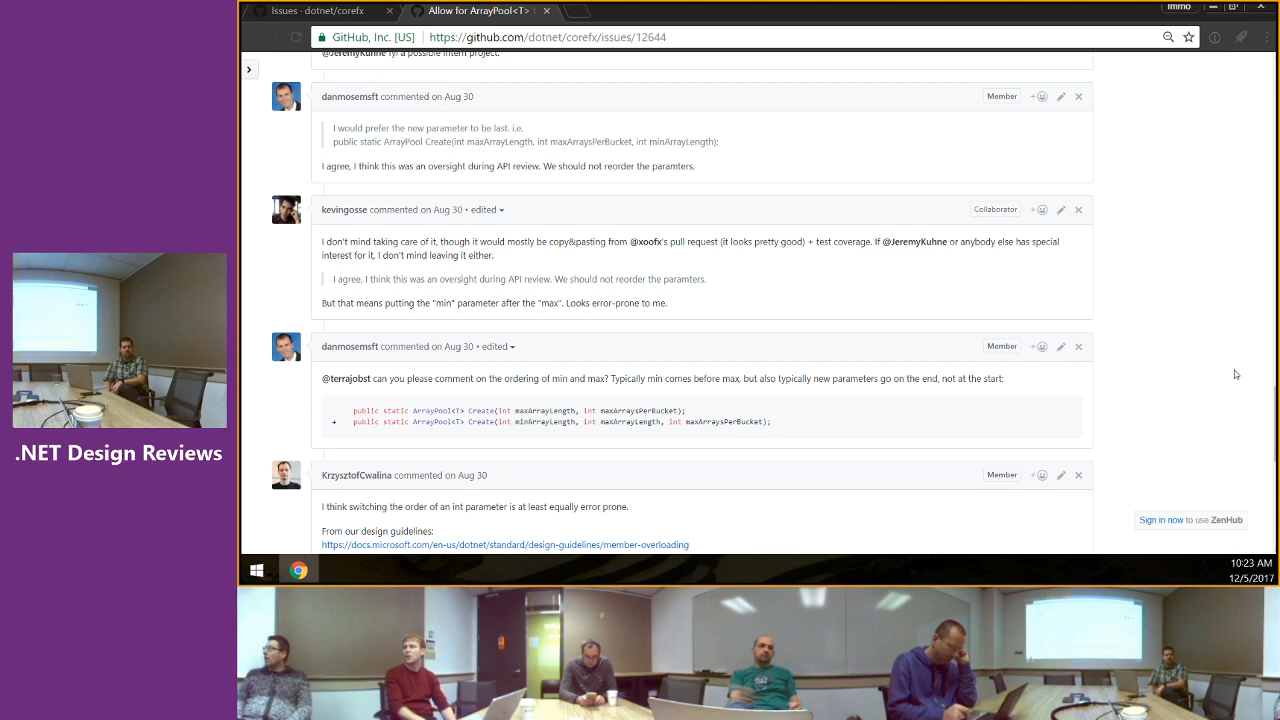 Issues · dotnet/corefx
Allow for ArrayPool<T>
Immo
GitHub, Inc. [US]
https://github.com/dotnet/corefx/issues/12644
danmosemsft commented on Aug 30
Member
I would prefer the new parameter to be last. i.e.
public static ArrayPool Create(int maxArrayLength, int maxArraysPerBucket, int minArrayLength);
I agree, I think this was an oversight during API review. We should not reorder the paramters.
kevingosse commented on Aug 30 • edited
Collaborator
I don't mind taking care of it, though it would mostly be copy&pasting from @xoofx's pull request (it looks pretty good) + test coverage. If @JeremyKuhne or anybody else has special
interest for it, I don't mind leaving it either.
I agree, I think this was an oversight during API review. We should not reorder the paramters.
But that means putting the "min" parameter after the "max". Looks error-prone to me.
danmosemsft commented on Aug 30 • edited
Member
@terrajobst can you please comment on the ordering of min and max? Typically min comes before max, but also typically new parameters go on the end, not at the start:
public static ArrayPool<T> Create(int maxArrayLength, int maxArraysPerBucket);
+ public static ArrayPool<T> Create(int minArrayLength, int maxArrayLength, int maxArraysPerBucket);
KrzysztofCwalina commented on Aug 30
Member
I think switching the order of an int parameter is at least equally error prone.
From our design guidelines:
https://docs.microsoft.com/en-us/dotnet/standard/design-guidelines/member-overloading
Sign in now to use ZenHub
10:23 AM
12/5/2017
.NET Design Reviews